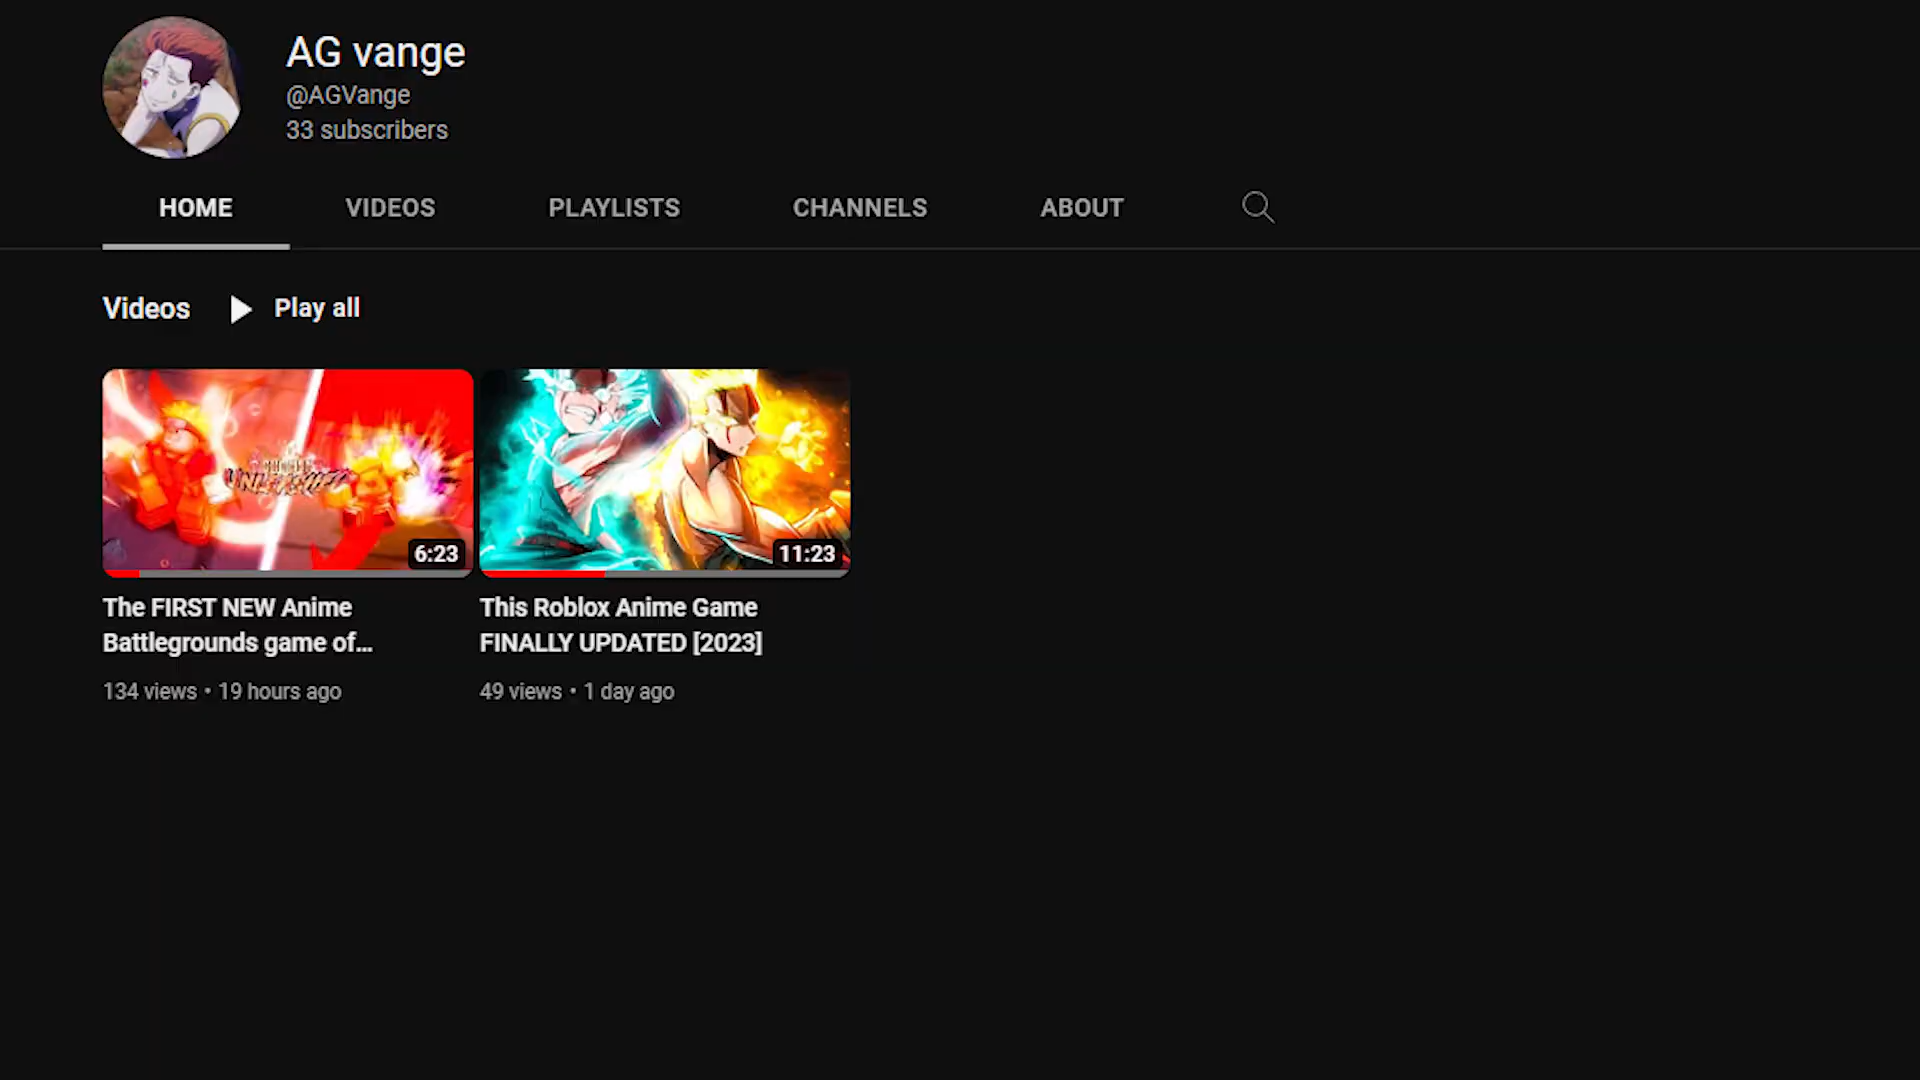 AG vange
@AGVange
33 subscribers
HOME VIDEOS PLAYLISTS CHANNELS ABOUT
Videos Play all
6:23
11:23
The FIRST NEW Anime
Battlegrounds game of...
134 views • 19 hours ago
This Roblox Anime Game
FINALLY UPDATED [2023]
49 views • 1 day ago